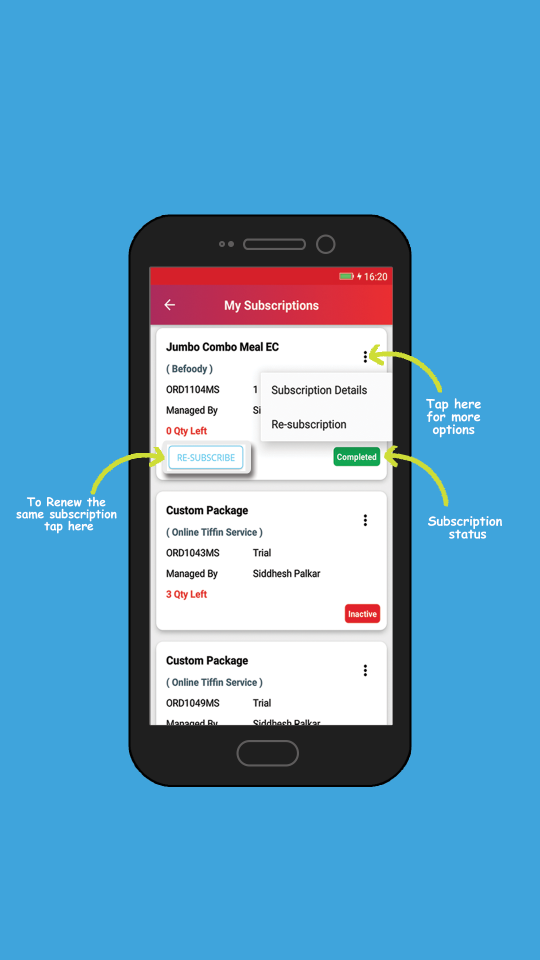 16:20
My Subscriptions
Jumbo Combo Meal EC
( Befoody )
ORD1104MS 1
Subscription Details
Managed By
Re-subscription
0 Qty Left
RE-SUBSCRIBE
Completed
Tap here
for more
options
To Renew the
same subscription
tap here
Subscription
status
Custom Package
( Online Tiffin Service )
ORD1043MS Trial
Managed By Siddhesh Palkar
3 Qty Left
Inactive
Custom Package
( Online Tiffin Service )
ORD1049MS Trial
Managed By Siddhesh Palkar